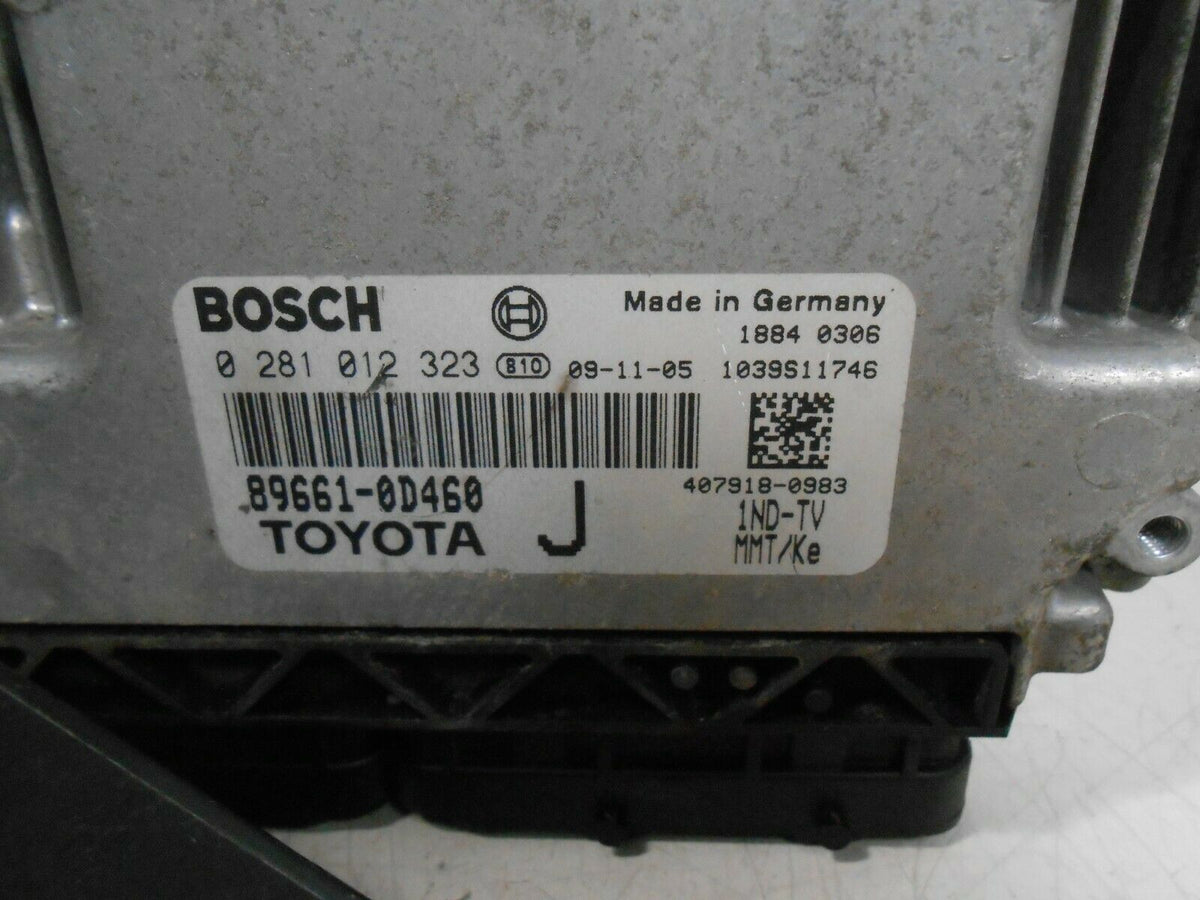 BOSCH Made in Germany
1884 0306
0 281 012 323 810 09-11-05 1039S11746
407918-0983
89661-0D460 1ND-TV
TOYOTA J MMT/Ke